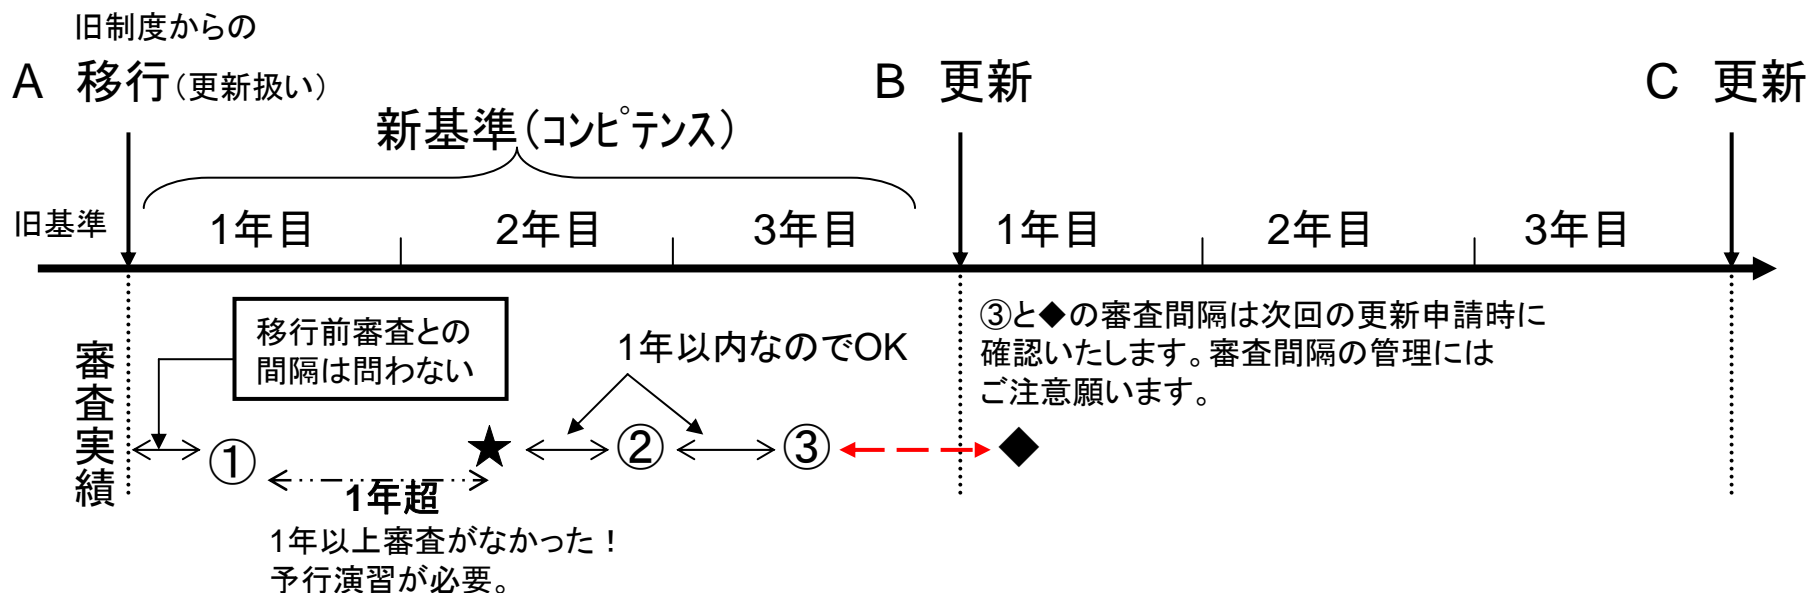 旧制度からの
A 移行(更新扱い)
B 更新
C 更新
新基準(コンピテンス)
旧基準
1年目
2年目
3年目
1年目
2年目
3年目
審査実績
移行前審査との
間隔は問わない
1年以内なのでOK
③と◆の審査間隔は次回の更新申請時に
確認いたします。審査間隔の管理には
ご注意願います。
① ★ ② ③ ◆
1年超
1年以上審査がなかった!
予行演習が必要。